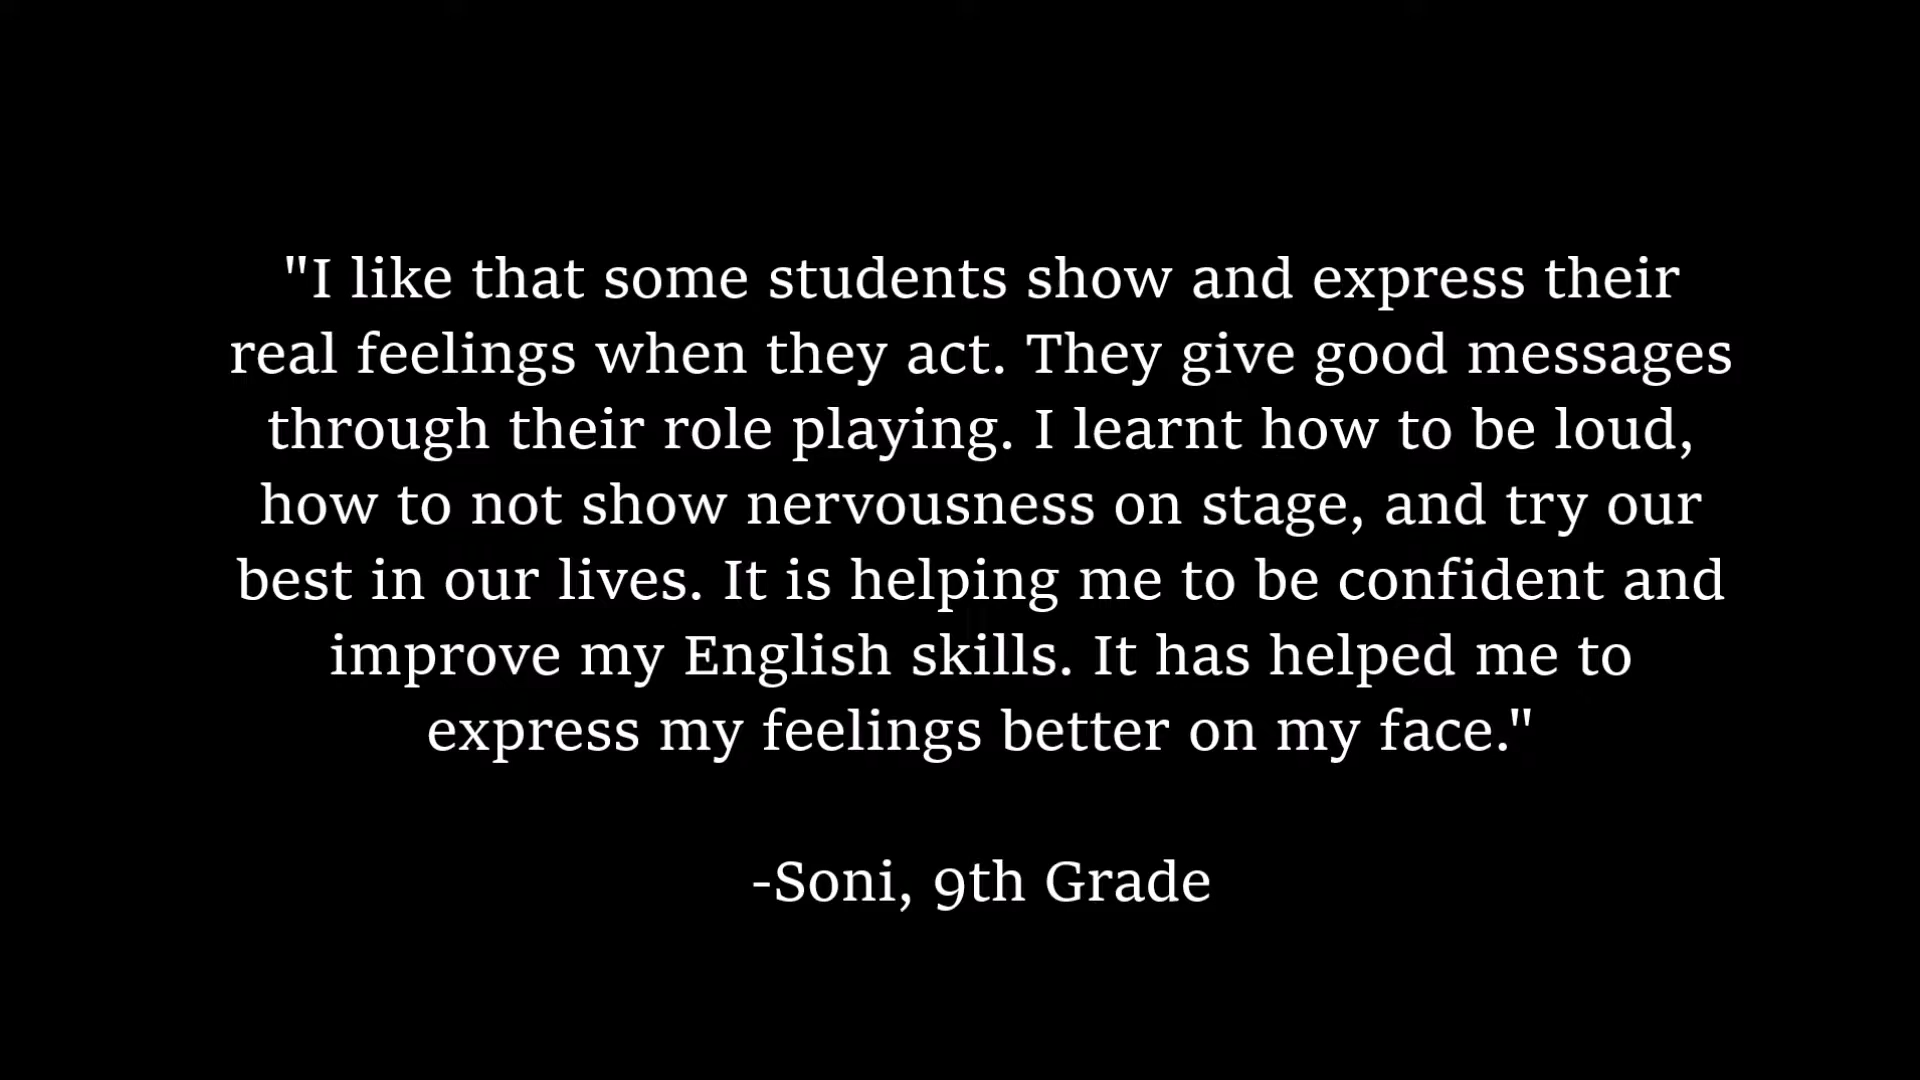 "I like that some students show and express their
real feelings when they act. They give good messages
through their role playing. I learnt how to be loud,
how to not show nervousness on stage, and try our
best in our lives. It is helping me to be confident and
improve my English skills. It has helped me to
express my feelings better on my face."
-Soni, 9th Grade